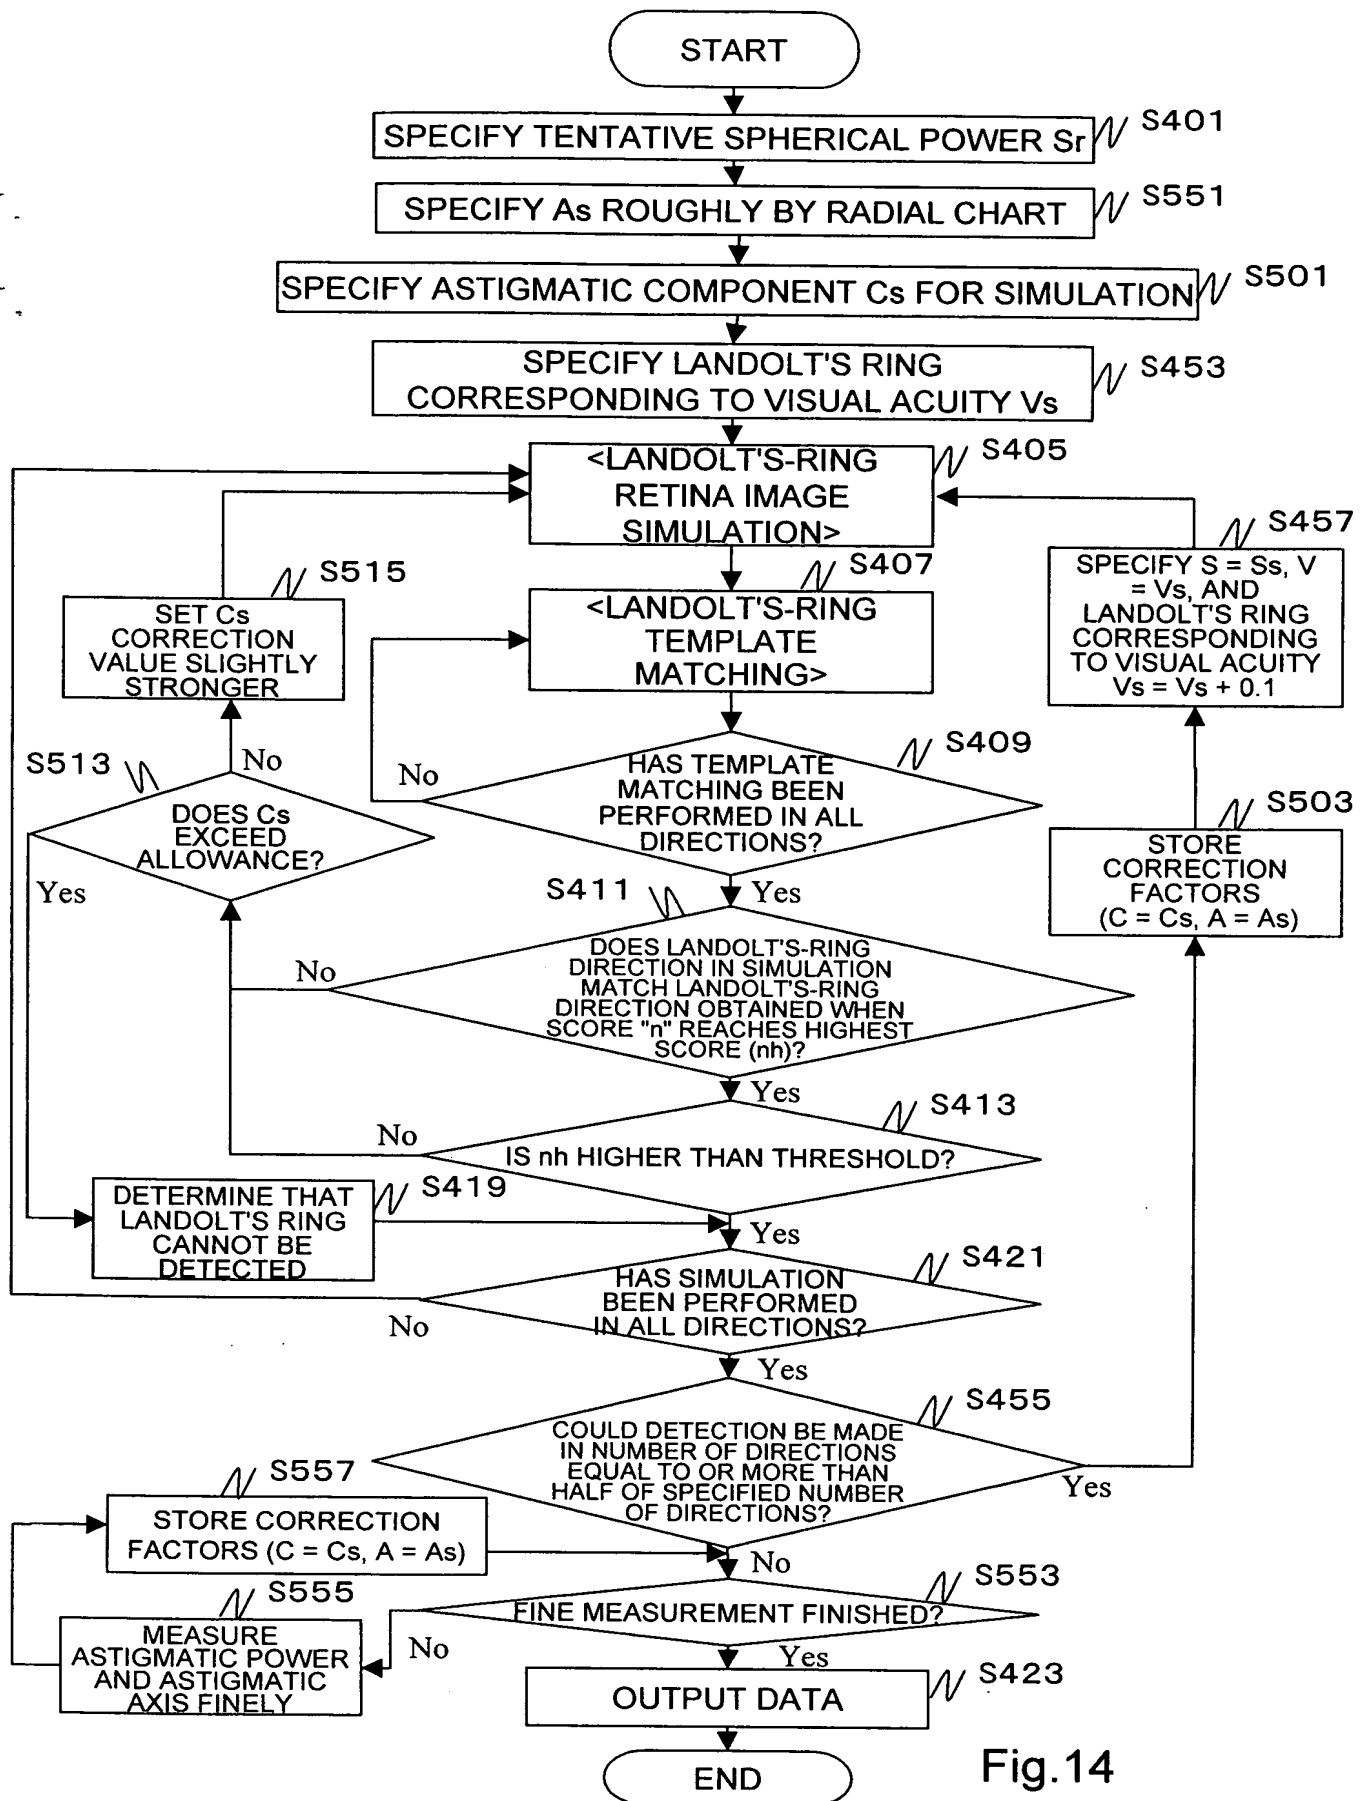 START
SPECIFY TENTATIVE SPHERICAL POWER Sr
S401
SPECIFY As ROUGHLY BY RADIAL CHART
S551
SPECIFY ASTIGMATIC COMPONENT Cs FOR SIMULATION
S501
SPECIFY LANDOLT'S RING
CORRESPONDING TO VISUAL ACUITY Vs
S453
<LANDOLT'S-RING
RETINA IMAGE
SIMULATION>
S405
S457
SPECIFY S = Ss, V
= Vs, AND
LANDOLT'S RING
CORRESPONDING
TO VISUAL ACUITY
Vs = Vs + 0.1
S515
SET Cs
CORRECTION
VALUE SLIGHTLY
STRONGER
S407
<LANDOLT'S-RING
TEMPLATE
MATCHING>
S513
No
DOES Cs
EXCEED
ALLOWANCE?
Yes
No
S409
HAS TEMPLATE
MATCHING BEEN
PERFORMED IN ALL
DIRECTIONS?
Yes
S503
STORE
CORRECTION
FACTORS
(C = Cs, A = As)
S411
No
DOES LANDOLT'S-RING
DIRECTION IN SIMULATION
MATCH LANDOLT'S-RING
DIRECTION OBTAINED WHEN
SCORE "n" REACHES HIGHEST
SCORE (nh)?
Yes
S413
No
IS nh HIGHER THAN THRESHOLD?
Yes
S419
DETERMINE THAT
LANDOLT'S RING
CANNOT BE
DETECTED
S421
HAS SIMULATION
BEEN PERFORMED
IN ALL DIRECTIONS?
No
Yes
S455
COULD DETECTION BE MADE
IN NUMBER OF DIRECTIONS
EQUAL TO OR MORE THAN
HALF OF SPECIFIED NUMBER
OF DIRECTIONS?
Yes
No
S557
STORE CORRECTION
FACTORS (C = Cs, A = As)
S553
FINE MEASUREMENT FINISHED?
No
Yes
S555
MEASURE
ASTIGMATIC POWER
AND ASTIGMATIC
AXIS FINELY
S423
OUTPUT DATA
END
Fig.14